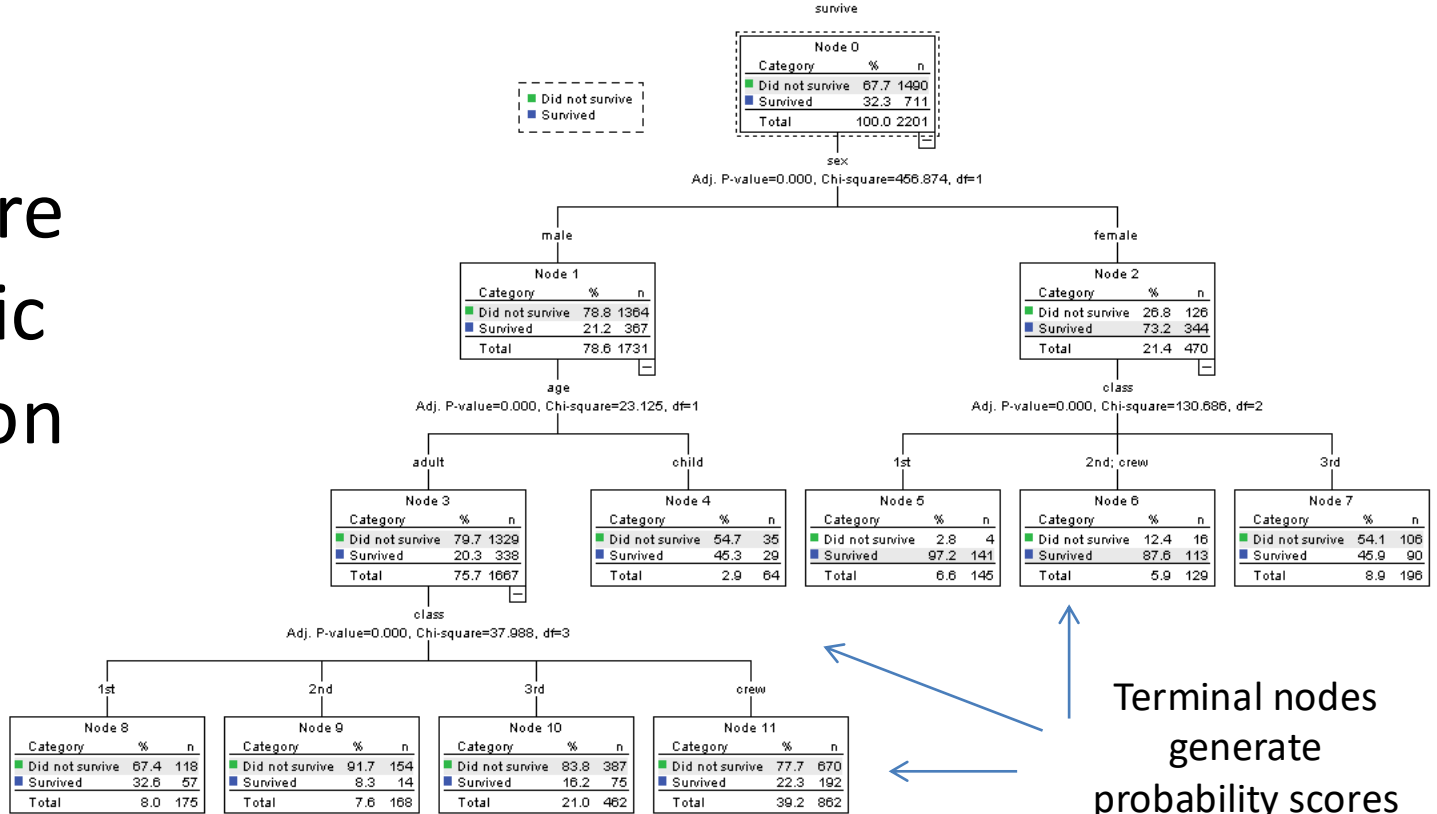 re
ic
on
survive
Node 0
Category % n
Did not survive 67.7 1490
Survived 32.3 711
Total 100.0 2201
Did not survive
Survived
sex
Adj. P-value=0.000, Chi-square=456.874, df=1
male
female
Node 1
Category % n
Did not survive 78.8 1364
Survived 21.2 367
Total 78.6 1731
Node 2
Category % n
Did not survive 26.8 126
Survived 73.2 344
Total 21.4 470
age
Adj. P-value=0.000, Chi-square=23.125, df=1
class
Adj. P-value=0.000, Chi-square=130.686, df=2
adult
child
1st
2nd; crew
3rd
Node 3
Category % n
Did not survive 79.7 1329
Survived 20.3 338
Total 75.7 1667
Node 4
Category % n
Did not survive 54.7 35
Survived 45.3 29
Total 2.9 64
Node 5
Category % n
Did not survive 2.8 4
Survived 97.2 141
Total 6.6 145
Node 6
Category % n
Did not survive 12.4 16
Survived 87.6 113
Total 5.9 129
Node 7
Category % n
Did not survive 54.1 106
Survived 45.9 90
Total 8.9 196
class
Adj. P-value=0.000, Chi-square=37.988, df=3
1st
2nd
3rd
crew
Node 8
Category % n
Did not survive 67.4 118
Survived 32.6 57
Total 8.0 175
Node 9
Category % n
Did not survive 91.7 154
Survived 8.3 14
Total 7.6 168
Node 10
Category % n
Did not survive 83.8 387
Survived 16.2 75
Total 21.0 462
Node 11
Category % n
Did not survive 77.7 670
Survived 22.3 192
Total 39.2 862
Terminal nodes
generate
probability scores